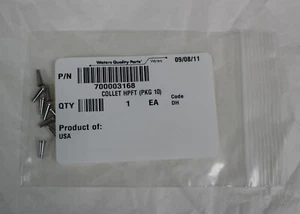 Waters Quality Parts
09/08/11
P/N
700003168
COLLET HPFT (PKG 10)
QTY 1 EA Code
DH
Product of:
USA